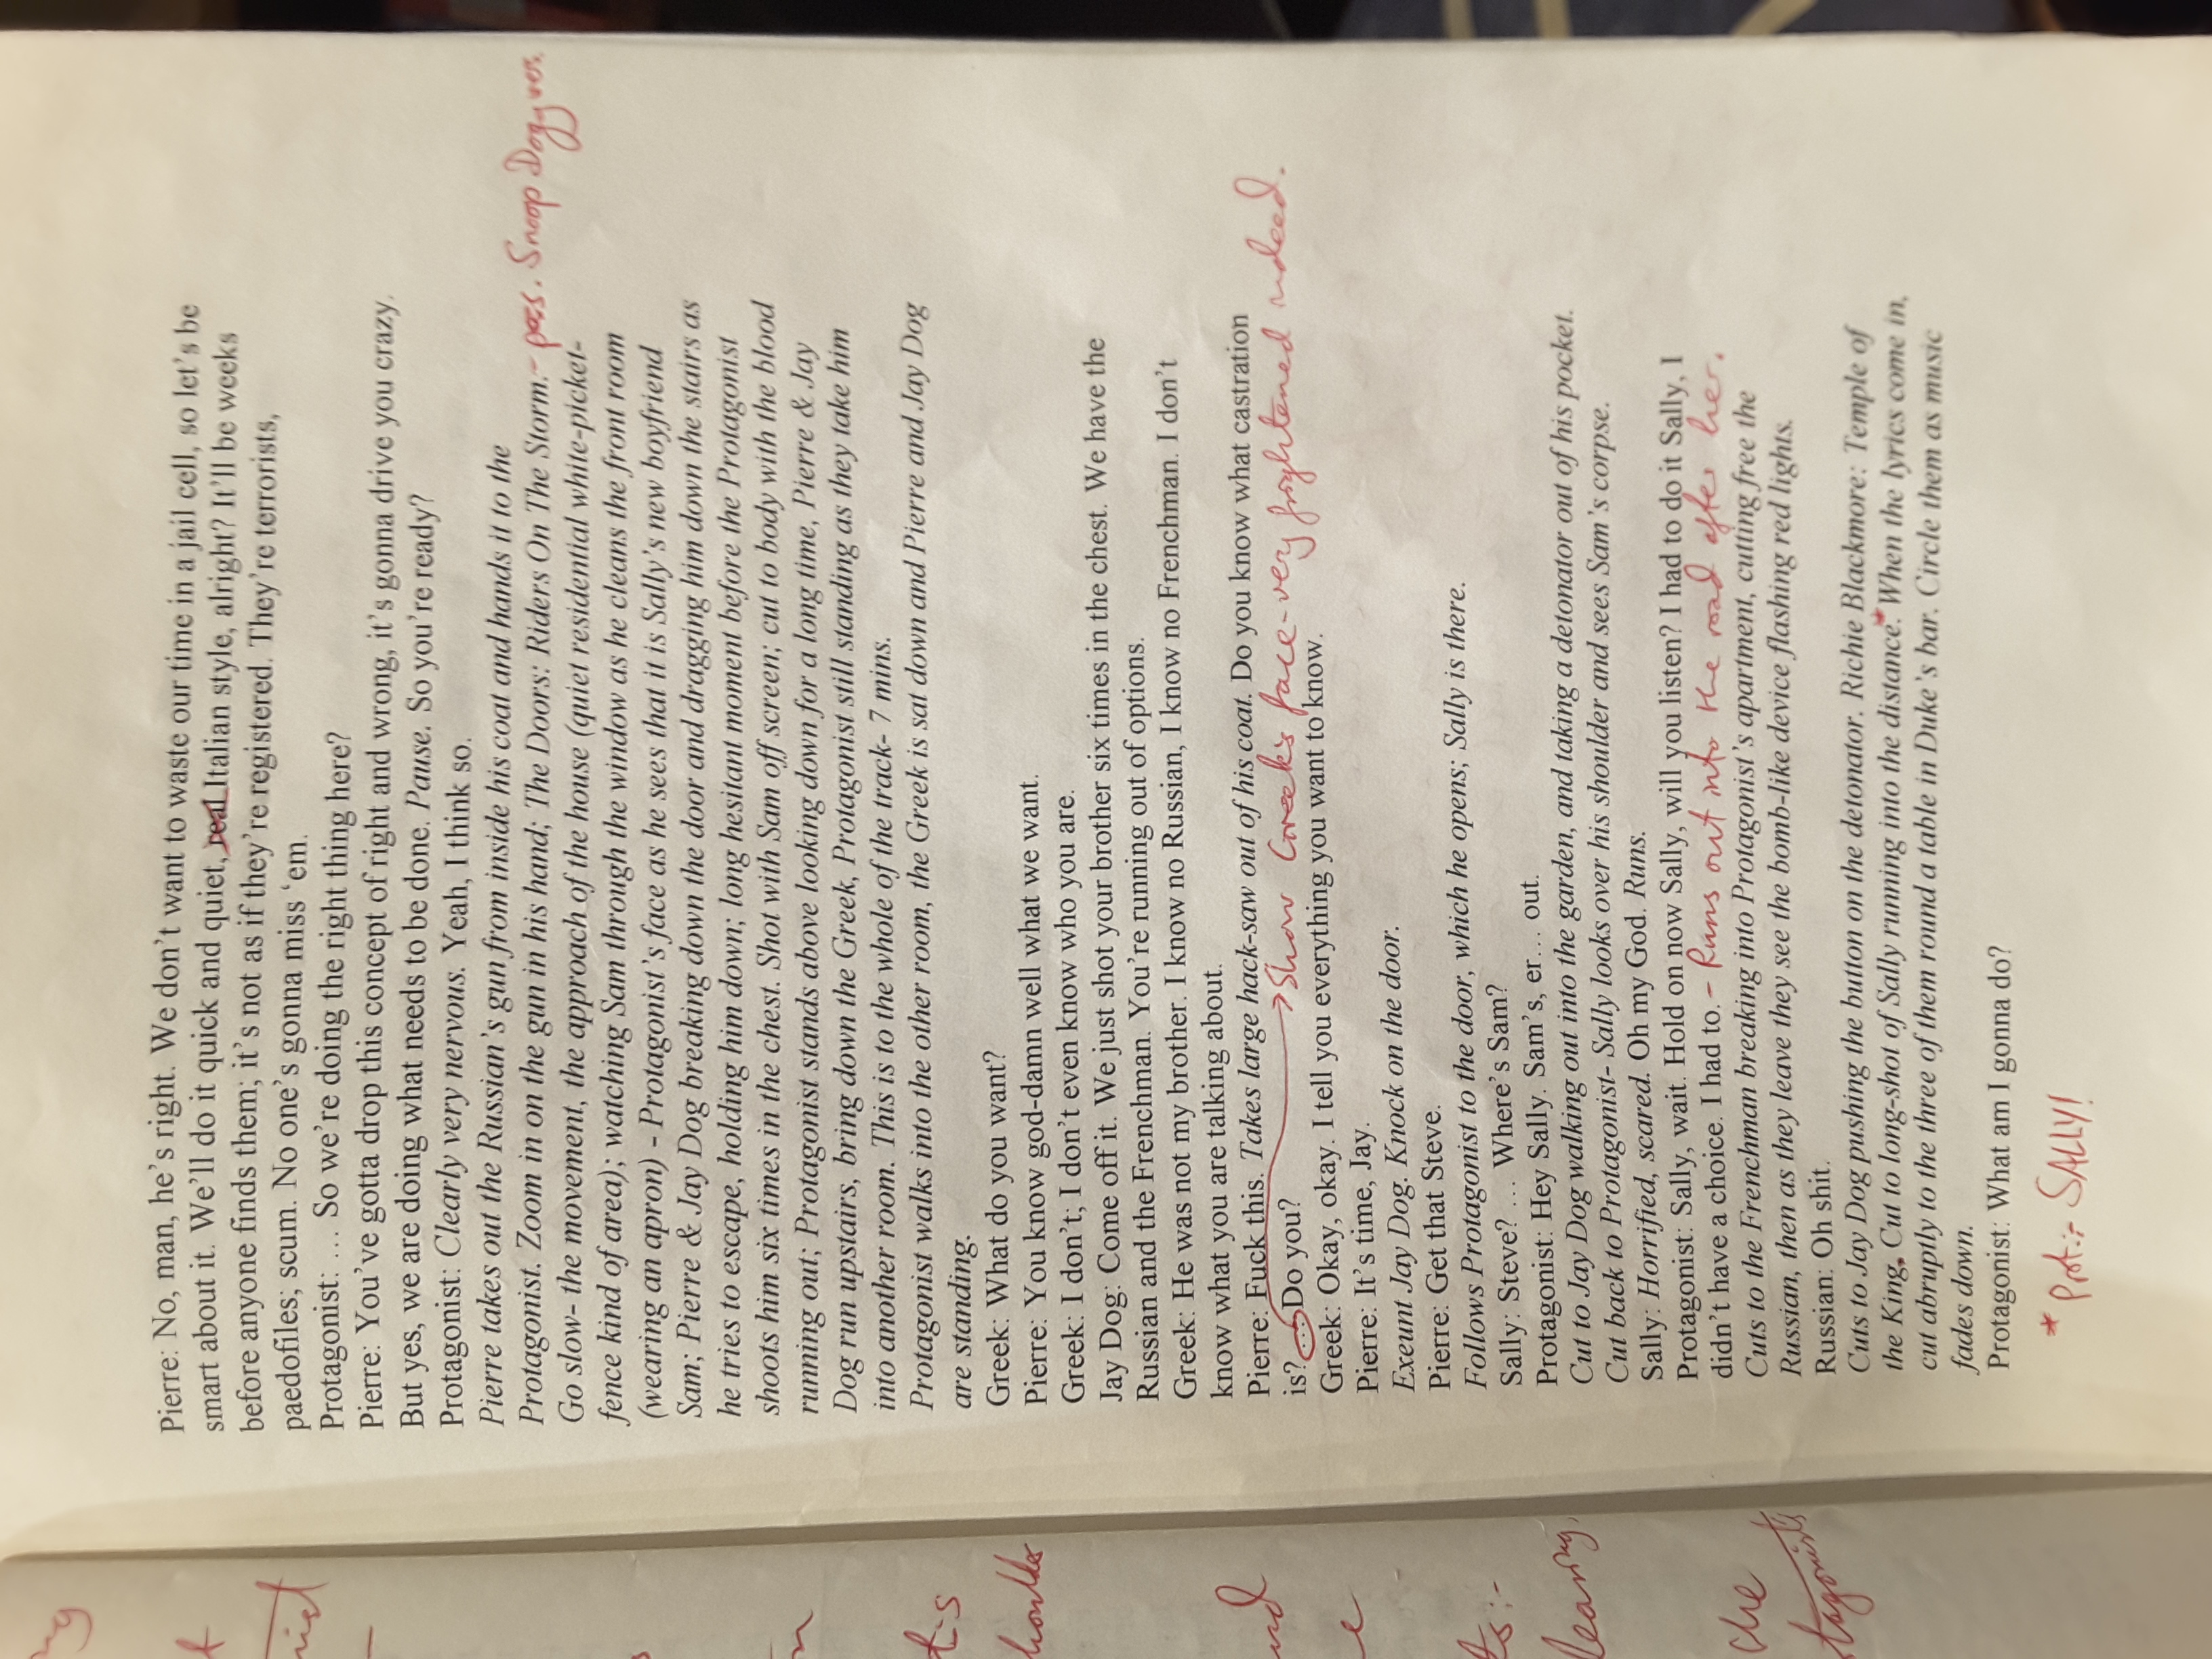 ng
t
nist
s
n
t's
houlder
nd
e
ts:-
leaving,
che
tagonists
Pierre: No, man, he's right. We don't want to waste our time in a jail cell, so let's be
smart about it. We'll do it quick and quiet, real Italian style, alright? It'll be weeks
before anyone finds them; it's not as if they're registered. They're terrorists,
paedofiles; scum. No one's gonna miss 'em.
Protagonist: ... So we're doing the right thing here?
Pierre: You've gotta drop this concept of right and wrong, it's gonna drive you crazy.
But yes, we are doing what needs to be done. Pause. So you're ready?
Protagonist: Clearly very nervous. Yeah, I think so.
Pierre takes out the Russian's gun from inside his coat and hands it to the
Protagonist. Zoom in on the gun in his hand; The Doors: Riders On The Storm.- poss. Snoop Dogg vers.
Go slow- the movement, the approach of the house (quiet residential white-picket-
fence kind of area); watching Sam through the window as he cleans the front room
(wearing an apron) - Protagonist's face as he sees that it is Sally's new boyfriend
Sam; Pierre & Jay Dog breaking down the door and dragging him down the stairs as
he tries to escape, holding him down; long hesitant moment before the Protagonist
shoots him six times in the chest. Shot with Sam off screen; cut to body with the blood
running out; Protagonist stands above looking down for a long time, Pierre & Jay
Dog run upstairs, bring down the Greek, Protagonist still standing as they take him
into another room. This is to the whole of the track- 7 mins.
Protagonist walks into the other room, the Greek is sat down and Pierre and Jay Dog
are standing.
Greek: What do you want?
Pierre: You know god-damn well what we want.
Greek: I don't; I don't even know who you are.
Jay Dog: Come off it. We just shot your brother six times in the chest. We have the
Russian and the Frenchman. You're running out of options.
Greek: He was not my brother. I know no Russian, I know no Frenchman. I don't
know what you are talking about.
Pierre: Fuck this. Takes large hack-saw out of his coat. Do you know what castration
is? ... Do you? → Show Greek's face - very frightened indeed.
Greek: Okay, okay. I tell you everything you want to know.
Pierre: It's time, Jay.
Exeunt Jay Dog. Knock on the door.
Pierre: Get that Steve.
Follows Protagonist to the door, which he opens; Sally is there.
Sally: Steve? ... Where's Sam?
Protagonist: Hey Sally. Sam's, er... out.
Cut to Jay Dog walking out into the garden, and taking a detonator out of his pocket.
Cut back to Protagonist- Sally looks over his shoulder and sees Sam's corpse.
Sally: Horrified, scared. Oh my God. Runs.
Protagonist: Sally, wait. Hold on now Sally, will you listen? I had to do it Sally, I
didn't have a choice. I had to. - Runs out into the road after her.
Cuts to the Frenchman breaking into Protagonist's apartment, cutting free the
Russian, then as they leave they see the bomb-like device flashing red lights.
Russian: Oh shit.
Cuts to Jay Dog pushing the button on the detonator. Richie Blackmore: Temple of
the King. Cut to long-shot of Sally running into the distance.* When the lyrics come in,
cut abruptly to the three of them round a table in Duke's bar. Circle them as music
fades down.
Protagonist: What am I gonna do?
* Prot:- SALLY!